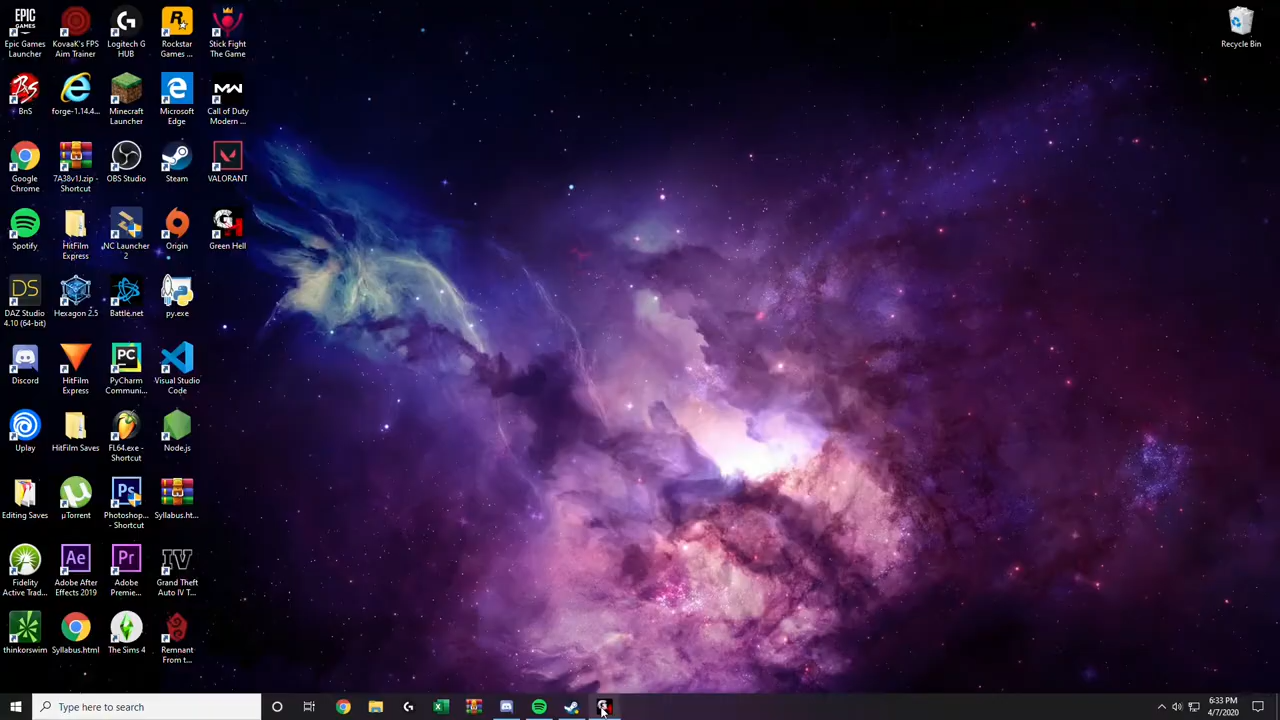 Epic Games
Launcher
KovaaK's FPS
Aim Trainer
Logitech G
HUB
Rockstar
Games ...
Stick Fight
The Game
Recycle Bin
BnS
forge-1.14.4...
Minecraft
Launcher
Microsoft
Edge
Call of Duty
Modern ...
Google
Chrome
7A38v1J.zip -
Shortcut
OBS Studio
Steam
VALORANT
Spotify
HitFilm
Express
NC Launcher
2
Origin
Green Hell
DAZ Studio
4.10 (64-bit)
Hexagon 2.5
Battle.net
py.exe
Discord
HitFilm
Express
PyCharm
Communi...
Visual Studio
Code
Uplay
HitFilm Saves
FL64.exe -
Shortcut
Node.js
Editing Saves
µTorrent
Photoshop...
- Shortcut
Syllabus.ht...
Fidelity
Active Trad...
Adobe After
Effects 2019
Adobe
Premie...
Grand Theft
Auto IV T...
thinkorswim
Syllabus.html
The Sims 4
Remnant
From t...
Type here to search
6:33 PM
4/7/2020